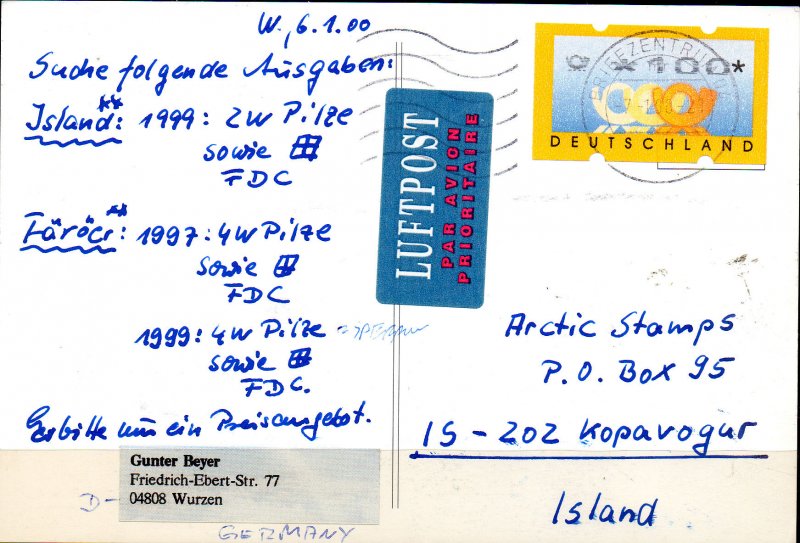 W., 6.1.00
Suche folgende Ausgaben:
Island**: 1999: 2W Pilze
sowie ⊞
FDC
Färöer**: 1997: 4W Pilze
sowie ⊞
FDC
1999: 4W Pilze
sowie ⊞
FDC.
Erbitte um ein Preisangebot.
Gunter Beyer
Friedrich-Ebert-Str. 77
D- 04808 Wurzen
GERMANY
LUFTPOST
PAR AVION
PRIORITAIRE
*100*
DEUTSCHLAND
BRIEFZENTRUM
Arctic Stamps
P.O. Box 95
IS - 202 Kopavogur
Island